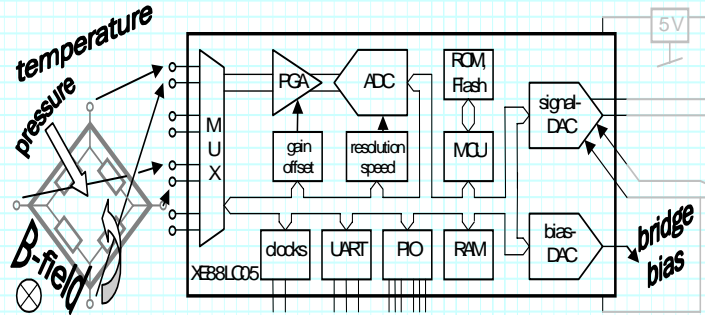 temperature
pressure
B-field
MUX
PGA
ADC
ROM,
Flash
gain
offset
resolution
speed
MCU
signal-
DAC
5V
clocks
UART
PIO
RAM
bias-
DAC
bridge
bias
XE88LC05